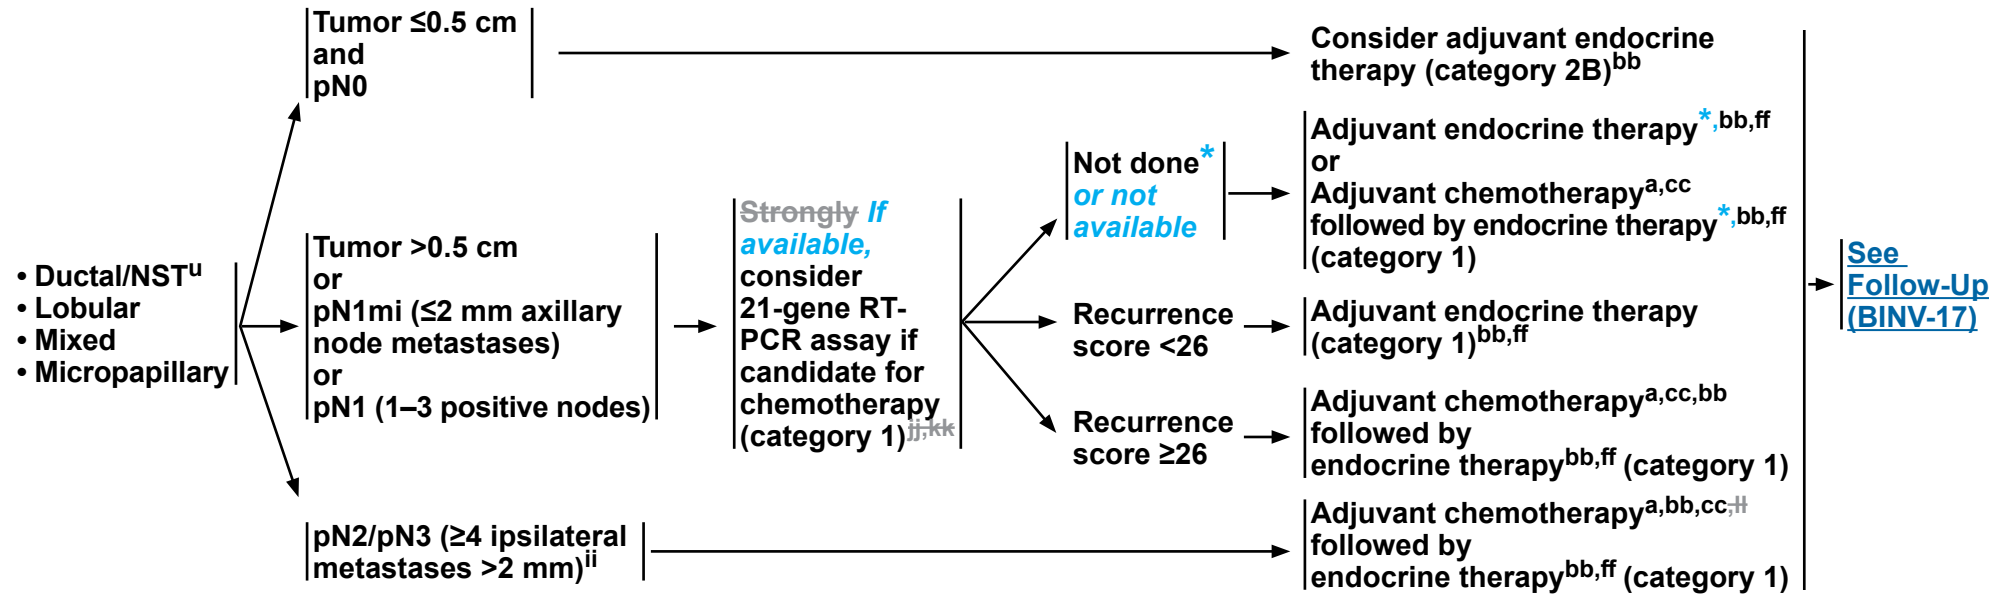 • Ductal/NSTu
• Lobular
• Mixed
• Micropapillary
Tumor ≤0.5 cm
and
pN0
Tumor >0.5 cm
or
pN1mi (≤2 mm axillary
node metastases)
or
pN1 (1–3 positive nodes)
pN2/pN3 (≥4 ipsilateral
metastases >2 mm)ii
Strongly If
available,
consider
21-gene RT-
PCR assay if
candidate for
chemotherapy
(category 1)jj,kk
Not done*
or not
available
Recurrence
score <26
Recurrence
score ≥26
Consider adjuvant endocrine
therapy (category 2B)bb
Adjuvant endocrine therapy*,bb,ff
or
Adjuvant chemotherapya,cc
followed by endocrine therapy*,bb,ff
(category 1)
Adjuvant endocrine therapy
(category 1)bb,ff
Adjuvant chemotherapya,cc,bb
followed by
endocrine therapybb,ff (category 1)
Adjuvant chemotherapya,bb,cc,ll
followed by
endocrine therapybb,ff (category 1)
See
Follow-Up
(BINV-17)